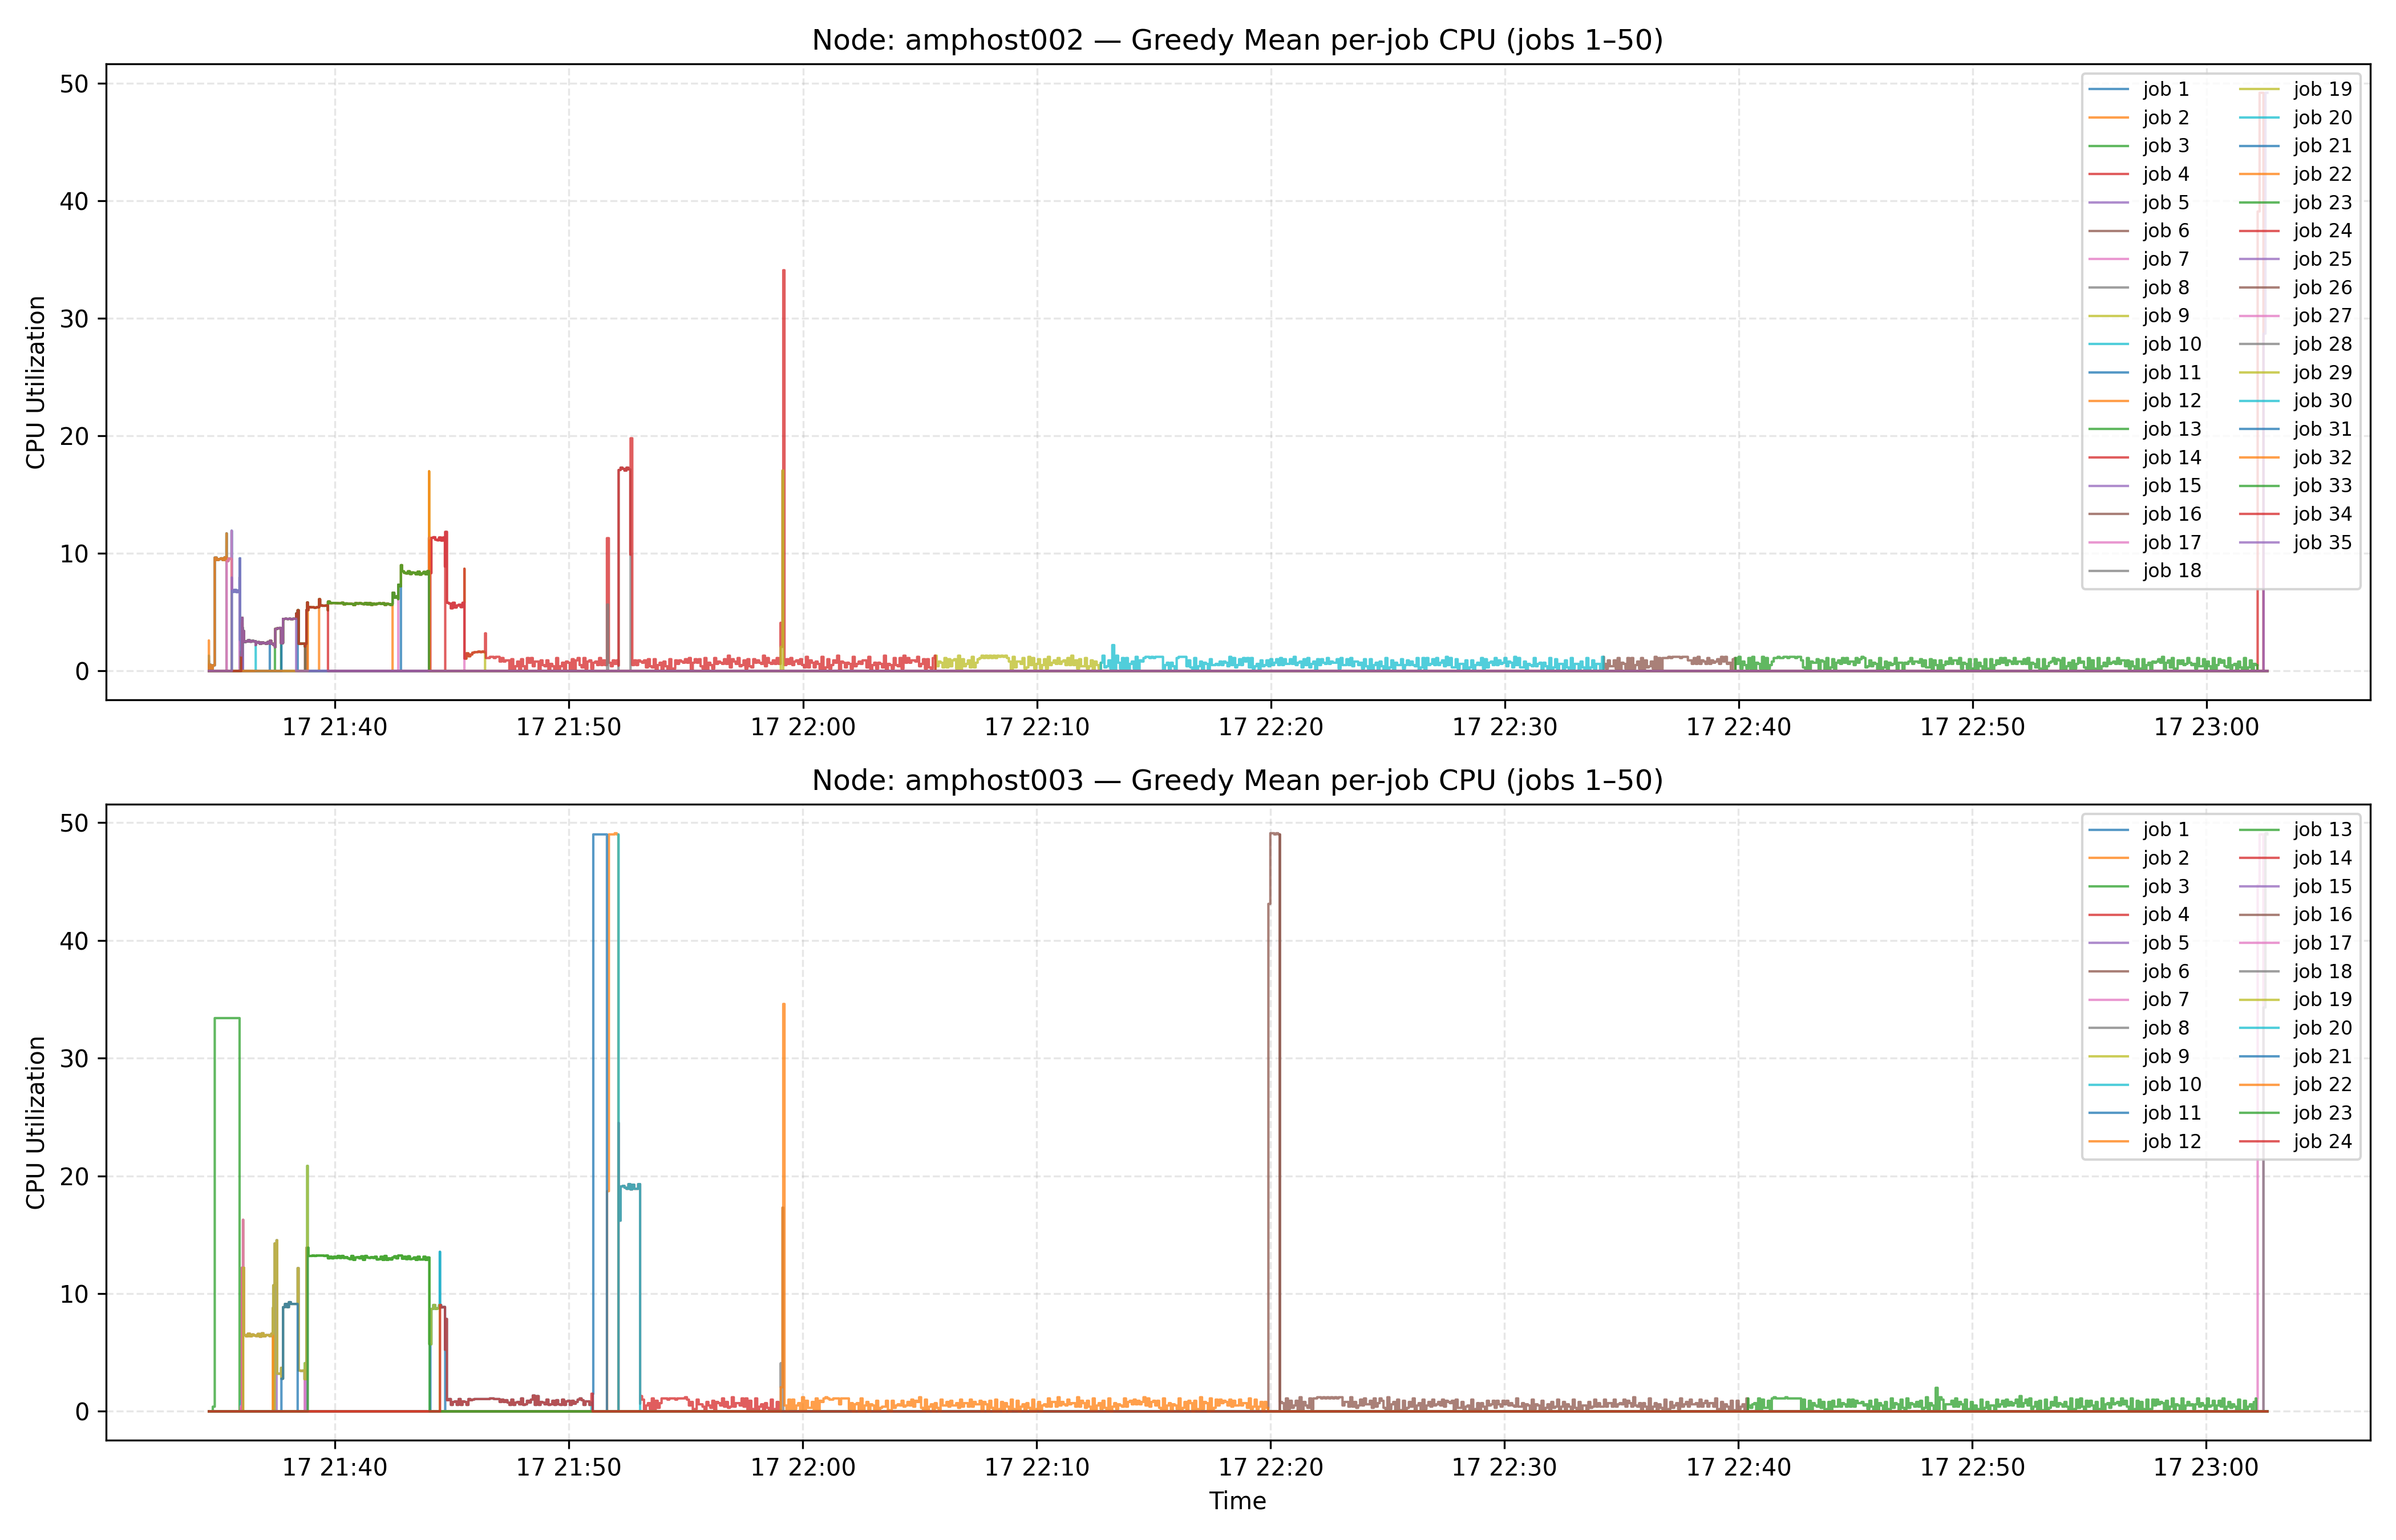 Node: amphost002 — Greedy Mean per-job CPU (jobs 1–50)
CPU Utilization
50
40
30
20
10
0
job 1
job 2
job 3
job 4
job 5
job 6
job 7
job 8
job 9
job 10
job 11
job 12
job 13
job 14
job 15
job 16
job 17
job 18
job 19
job 20
job 21
job 22
job 23
job 24
job 25
job 26
job 27
job 28
job 29
job 30
job 31
job 32
job 33
job 34
job 35
17 21:40
17 21:50
17 22:00
17 22:10
17 22:20
17 22:30
17 22:40
17 22:50
17 23:00
Node: amphost003 — Greedy Mean per-job CPU (jobs 1–50)
CPU Utilization
50
40
30
20
10
0
job 1
job 2
job 3
job 4
job 5
job 6
job 7
job 8
job 9
job 10
job 11
job 12
job 13
job 14
job 15
job 16
job 17
job 18
job 19
job 20
job 21
job 22
job 23
job 24
17 21:40
17 21:50
17 22:00
17 22:10
17 22:20
17 22:30
17 22:40
17 22:50
17 23:00
Time